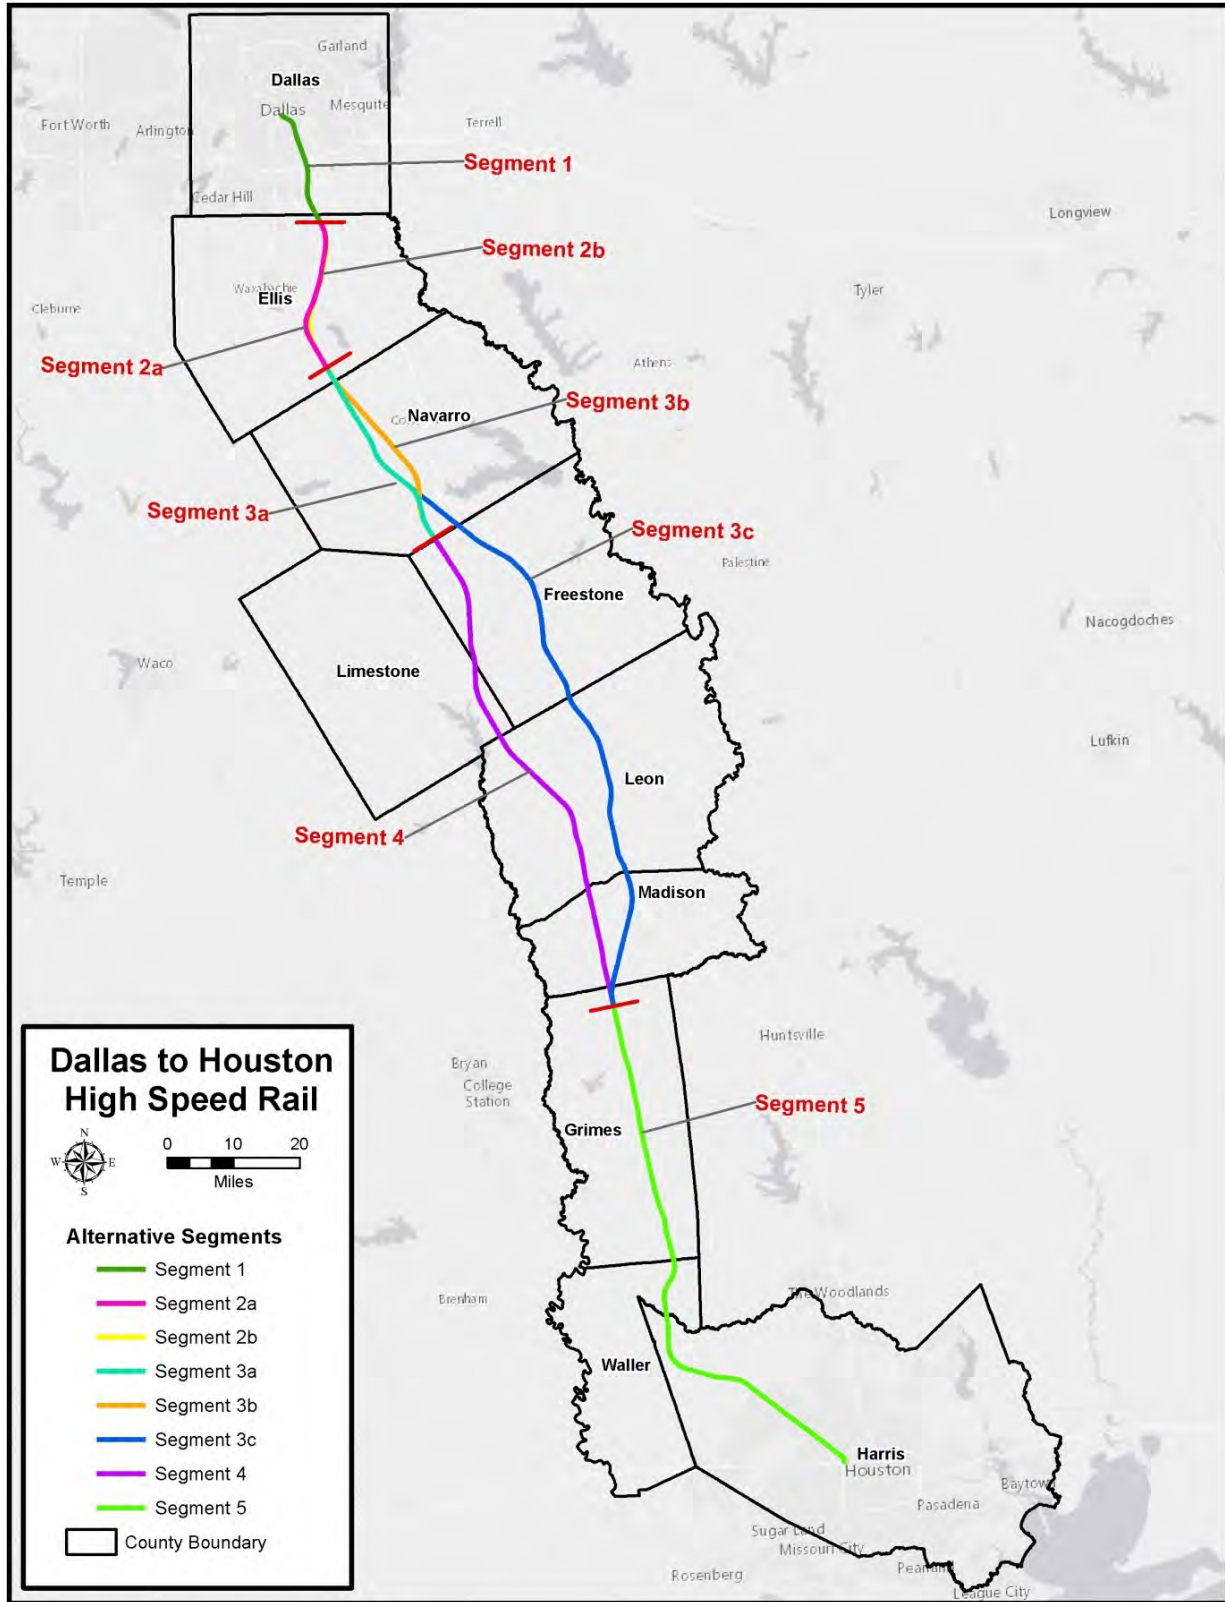 Garland
Dallas
Dallas
Mesquite
Fort Worth
Arlington
Terrell
Segment 1
Cedar Hill
Longview
Segment 2b
Waxahachie
Ellis
Tyler
Cleburne
Segment 2a
Athens
Segment 3b
Navarro
Segment 3a
Segment 3c
Palestine
Freestone
Nacogdoches
Waco
Limestone
Lufkin
Leon
Segment 4
Temple
Madison
Huntsville
Bryan
College
Station
Segment 5
Grimes
Brenham
The Woodlands
Waller
Harris
Houston
Baytown
Pasadena
Sugar Land
Missouri City
Rosenberg
League City
Dallas to Houston
High Speed Rail
N
W E
S
0 10 20
Miles
Alternative Segments
Segment 1
Segment 2a
Segment 2b
Segment 3a
Segment 3b
Segment 3c
Segment 4
Segment 5
County Boundary